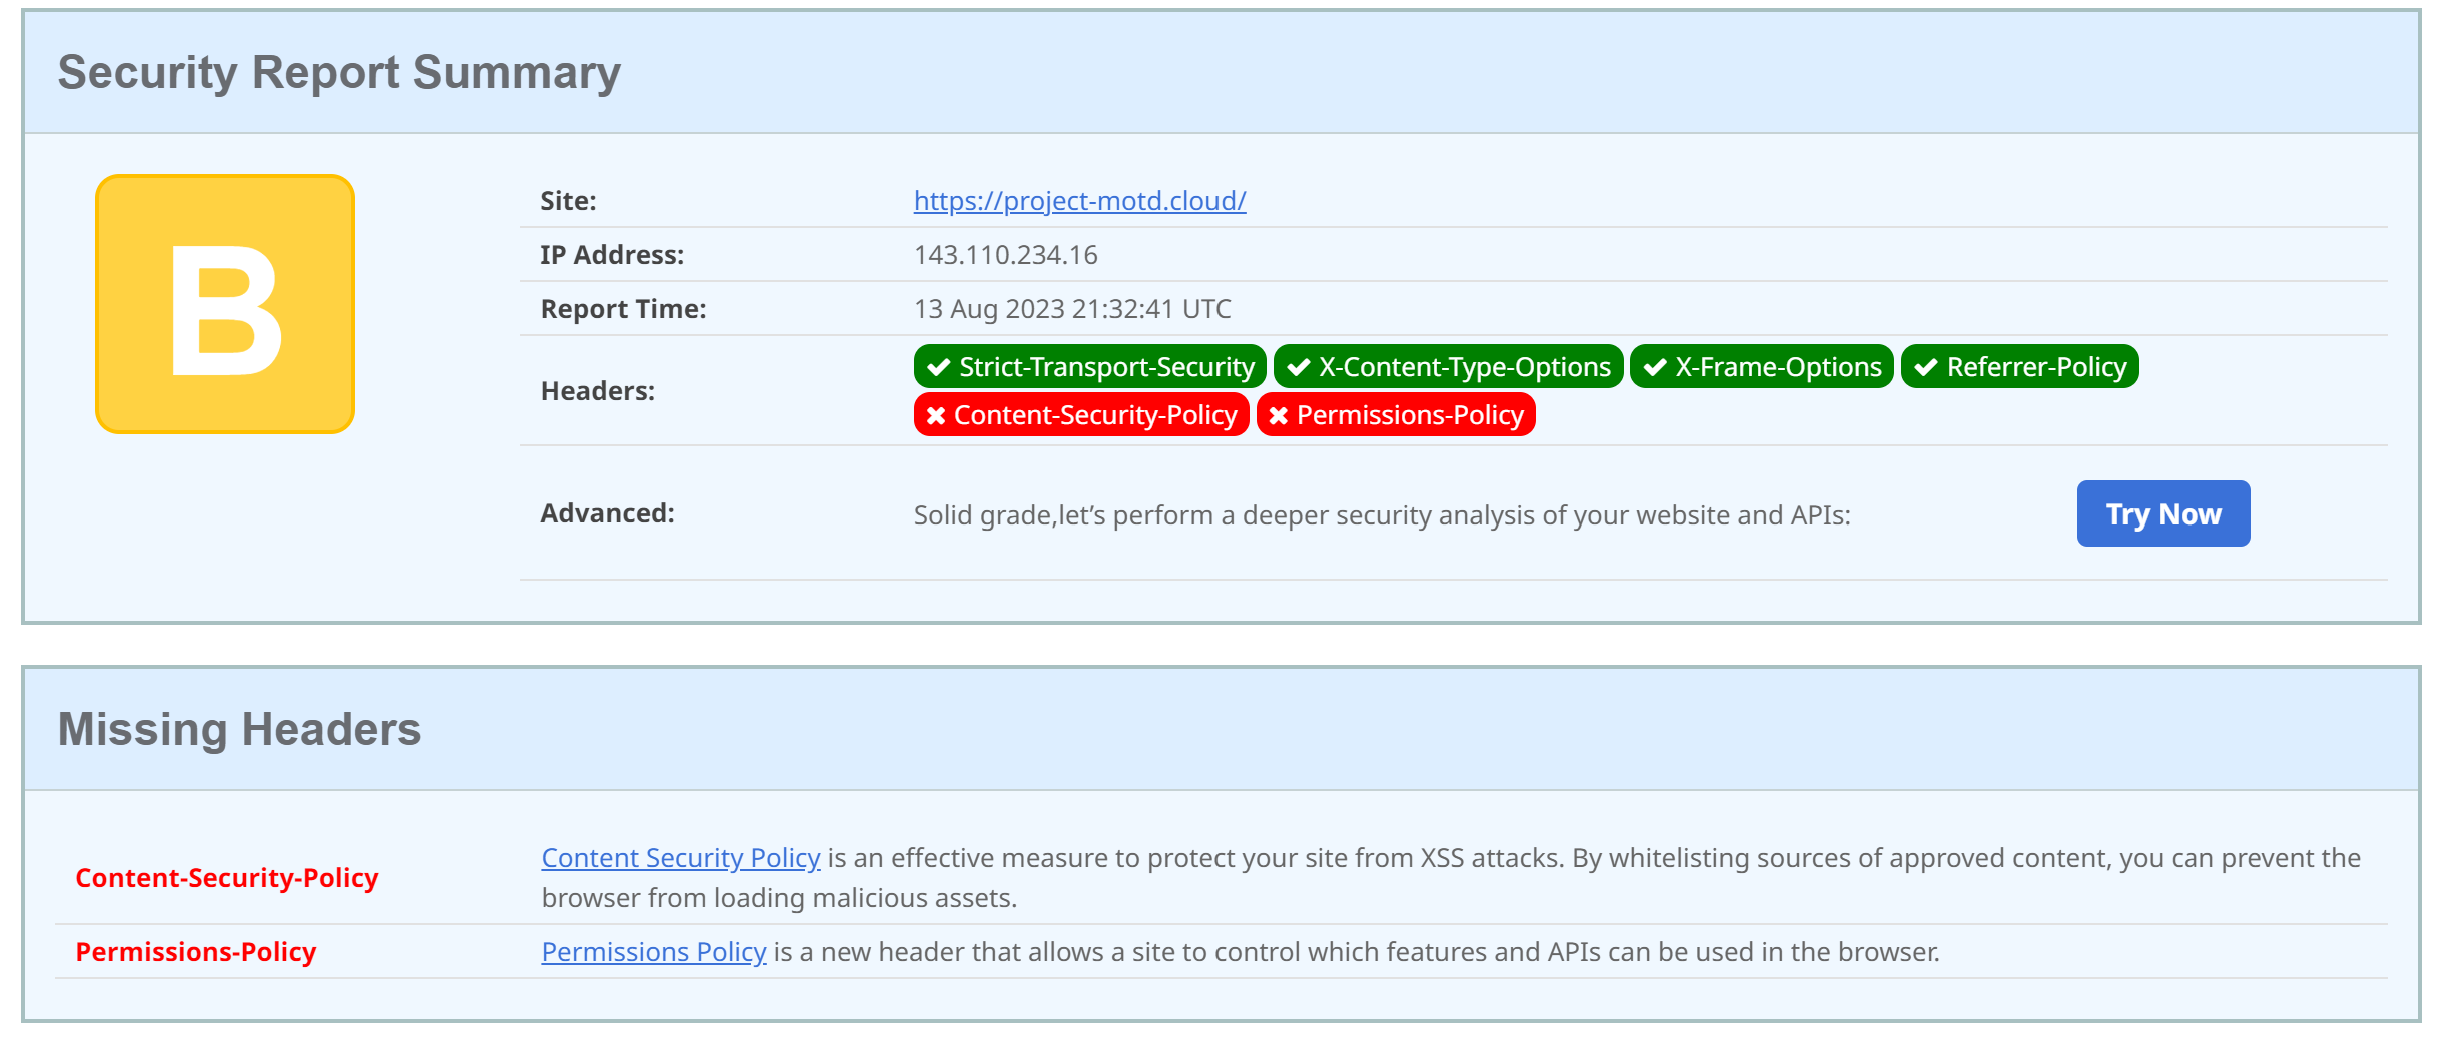 Security Report Summary
B
Site: https://project-motd.cloud/
IP Address: 143.110.234.16
Report Time: 13 Aug 2023 21:32:41 UTC
Headers: Strict-Transport-Security X-Content-Type-Options X-Frame-Options Referrer-Policy
Content-Security-Policy Permissions-Policy
Advanced: Solid grade,let’s perform a deeper security analysis of your website and APIs: Try Now
Missing Headers
Content-Security-Policy Content Security Policy is an effective measure to protect your site from XSS attacks. By whitelisting sources of approved content, you can prevent the
browser from loading malicious assets.
Permissions-Policy Permissions Policy is a new header that allows a site to control which features and APIs can be used in the browser.